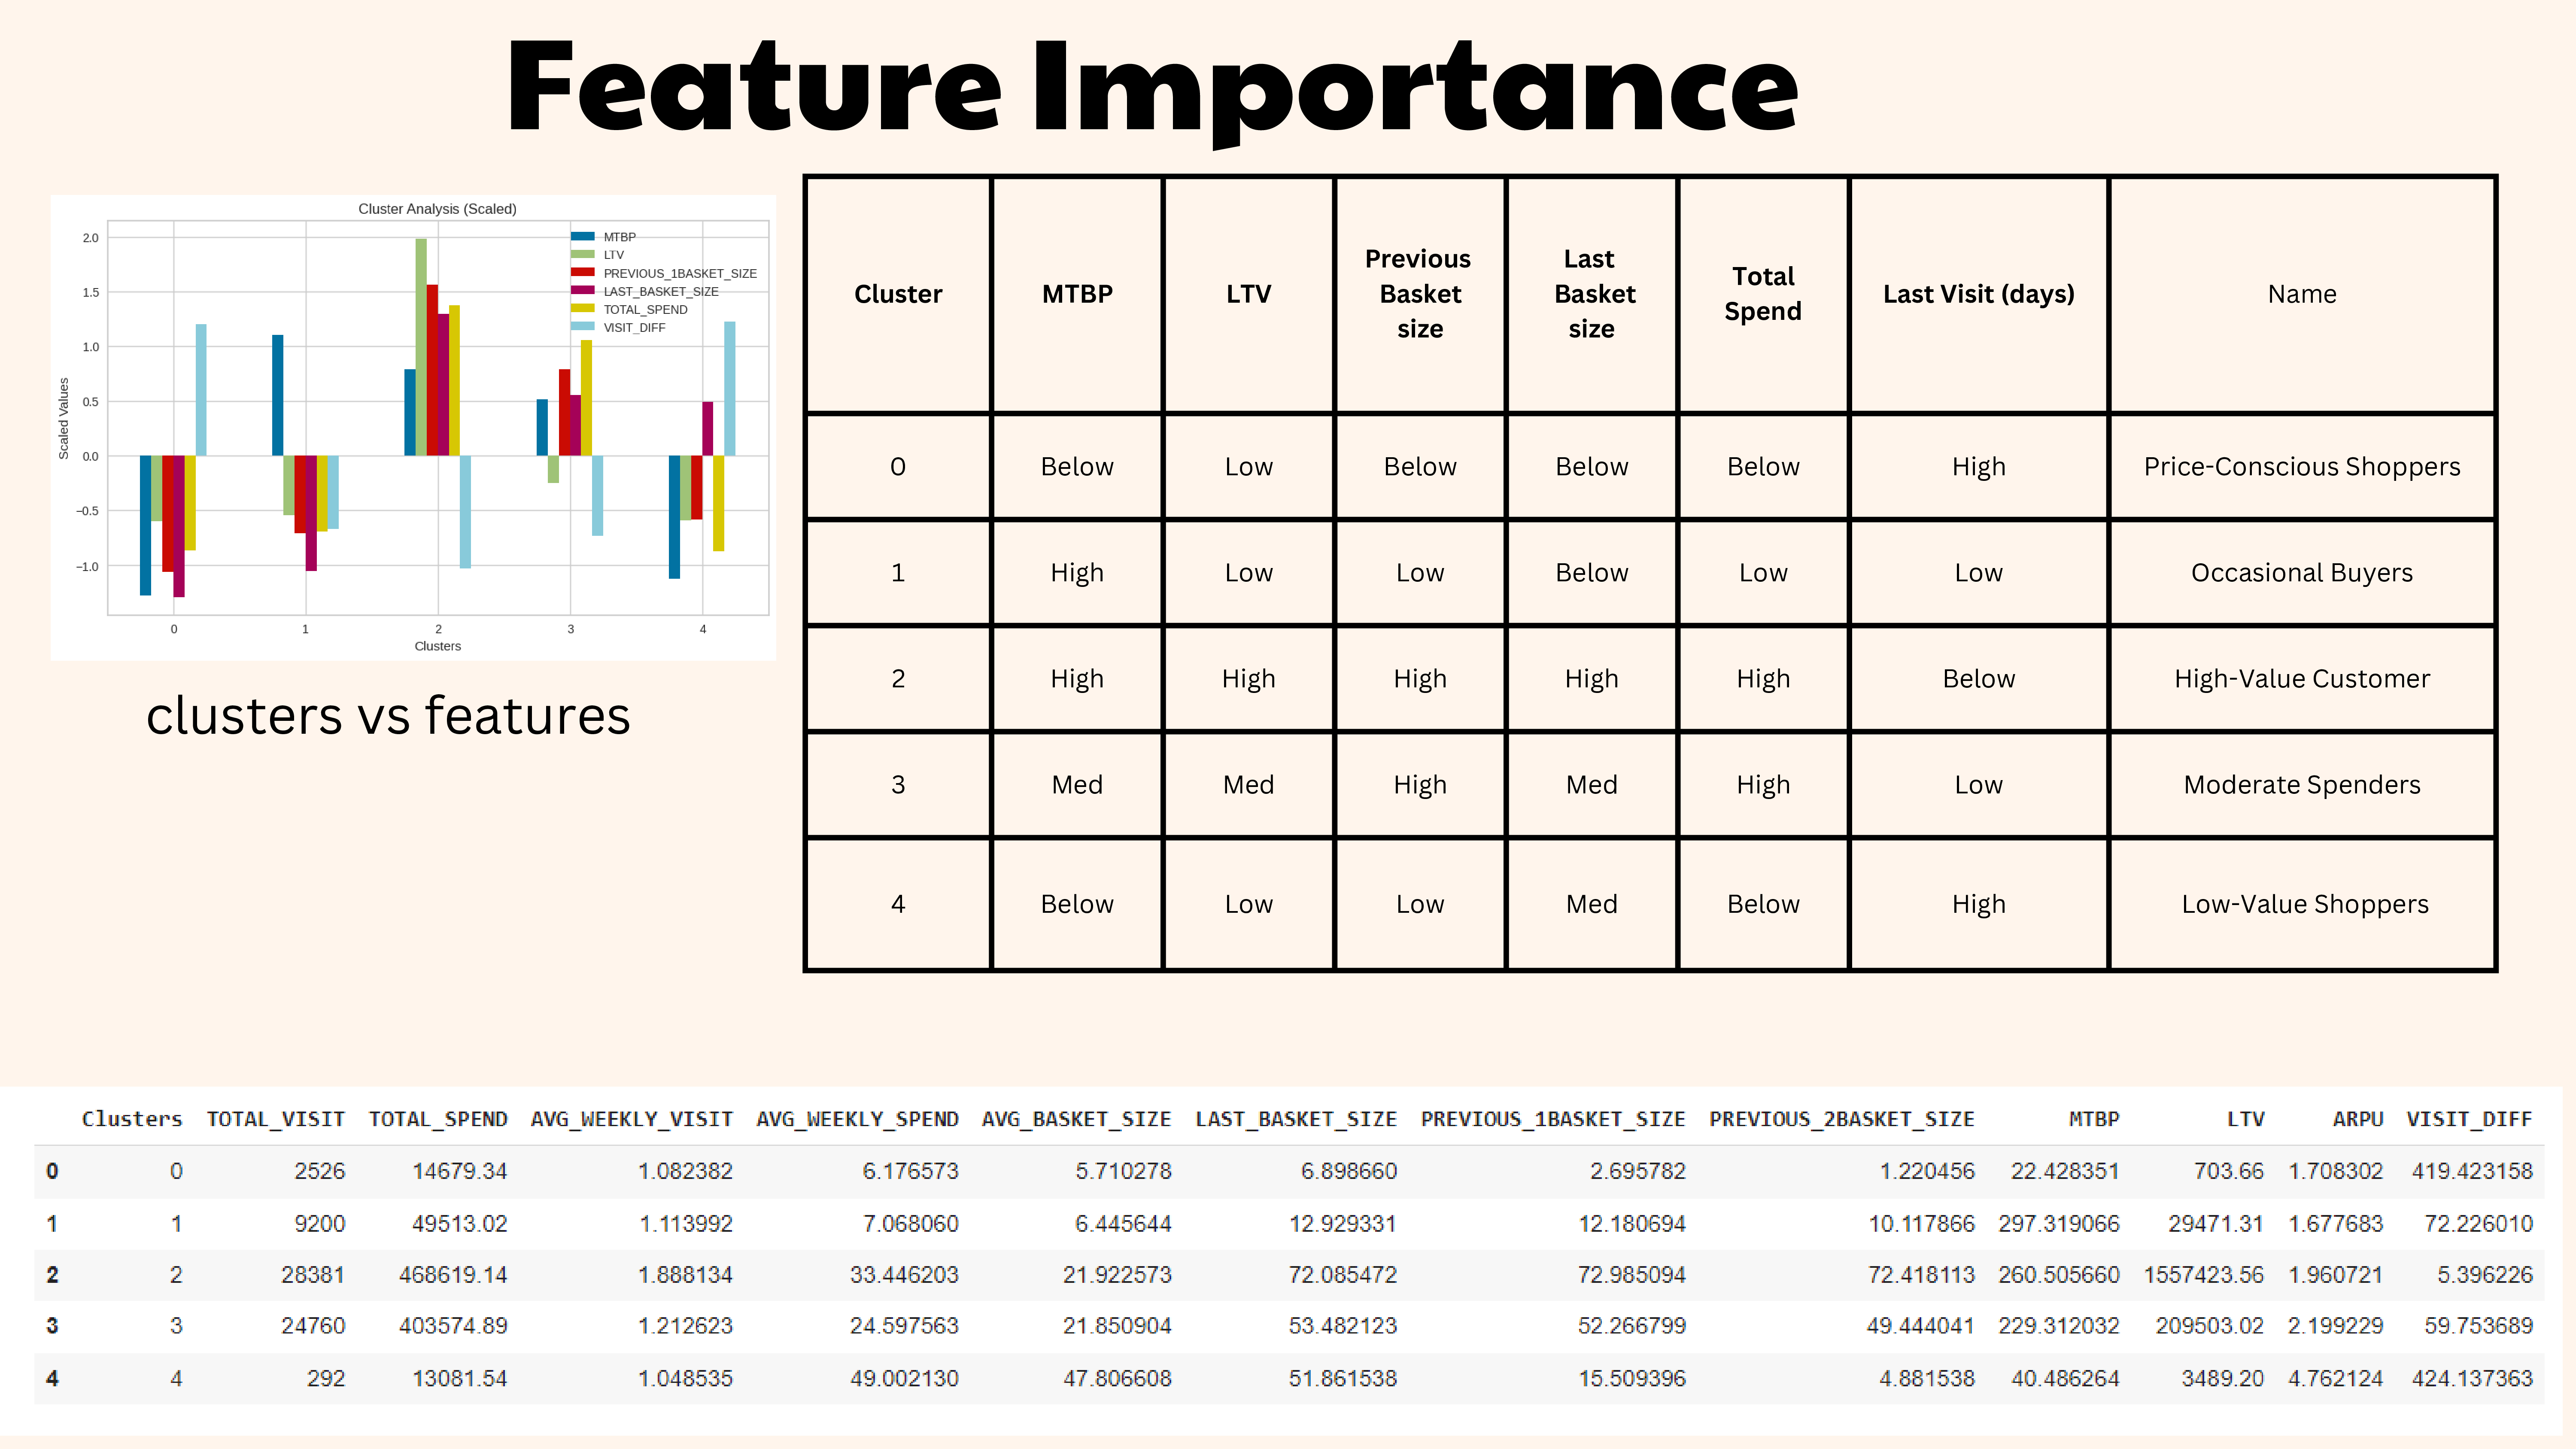 Feature Importance
Cluster Analysis (Scaled)
2.0
1.5
1.0
0.5
0.0
−0.5
−1.0
Scaled Values
MTBP
LTV
PREVIOUS_1BASKET_SIZE
LAST_BASKET_SIZE
TOTAL_SPEND
VISIT_DIFF
0 1 2 3 4
Clusters
clusters vs features
Cluster MTBP LTV Previous Basket size Last Basket size Total Spend Last Visit (days) Name
0 Below Low Below Below Below High Price-Conscious Shoppers
1 High Low Low Below Low Low Occasional Buyers
2 High High High High High Below High-Value Customer
3 Med Med High Med High Low Moderate Spenders
4 Below Low Low Med Below High Low-Value Shoppers
Clusters TOTAL_VISIT TOTAL_SPEND AVG_WEEKLY_VISIT AVG_WEEKLY_SPEND AVG_BASKET_SIZE LAST_BASKET_SIZE PREVIOUS_1BASKET_SIZE PREVIOUS_2BASKET_SIZE MTBP LTV ARPU VISIT_DIFF
0 0 2526 14679.34 1.082382 6.176573 5.710278 6.898660 2.695782 1.220456 22.428351 703.66 1.708302 419.423158
1 1 9200 49513.02 1.113992 7.068060 6.445644 12.929331 12.180694 10.117866 297.319066 29471.31 1.677683 72.226010
2 2 28381 468619.14 1.888134 33.446203 21.922573 72.085472 72.985094 72.418113 260.505660 1557423.56 1.960721 5.396226
3 3 24760 403574.89 1.212623 24.597563 21.850904 53.482123 52.266799 49.444041 229.312032 209503.02 2.199229 59.753689
4 4 292 13081.54 1.048535 49.002130 47.806608 51.861538 15.509396 4.881538 40.486264 3489.20 4.762124 424.137363